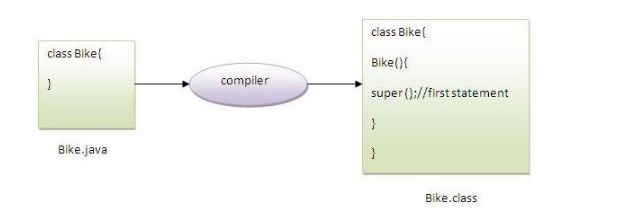 class Bike{
}
Bike.java
compiler
class Bike{
Bike(){
super();//first statement
}
}
Bike.class